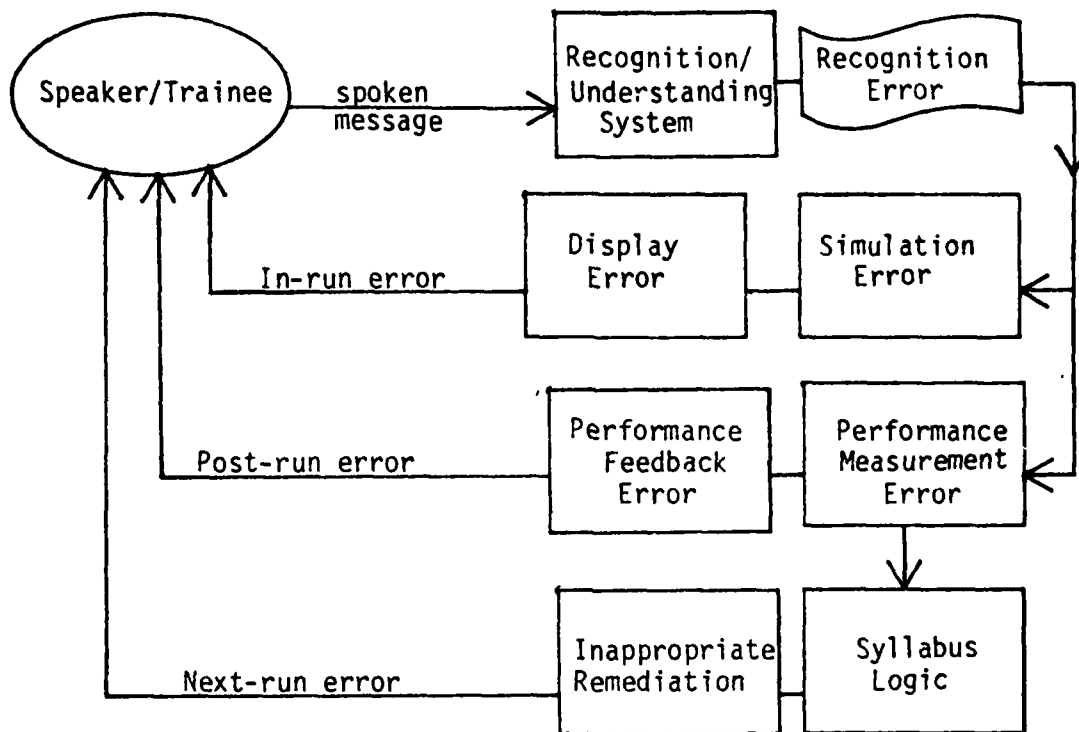 Speaker/Trainee
spoken
message
Recognition/
Understanding
System
Recognition
Error
In-run error
Display
Error
Simulation
Error
Post-run error
Performance
Feedback
Error
Performance
Measurement
Error
Next-run error
Inappropriate
Remediation
Syllabus
Logic